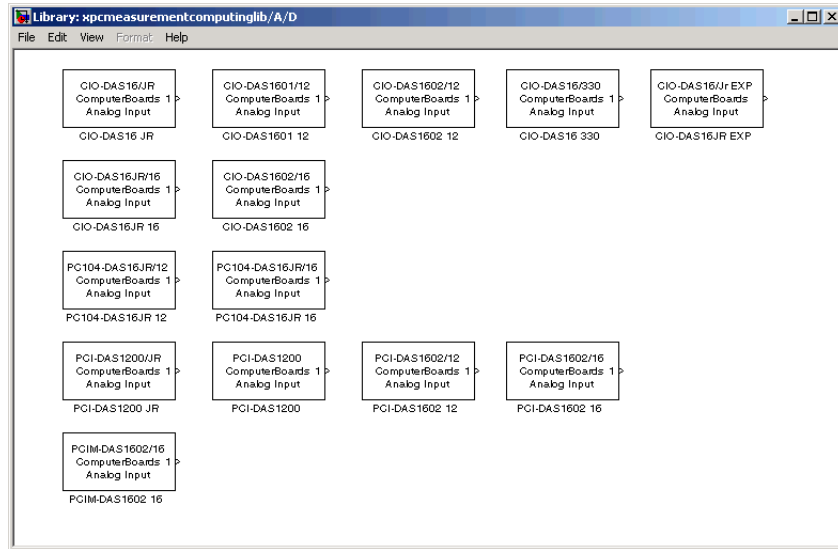 Library: xpcmeasurementcomputinglib/A/D
File Edit View Format Help
CIO-DAS16/JR
ComputerBoards 1
Analog Input
CIO-DAS16 JR
CIO-DAS1601/12
ComputerBoards 1
Analog Input
CIO-DAS1601 12
CIO-DAS1602/12
ComputerBoards 1
Analog Input
CIO-DAS1602 12
CIO-DAS16/330
ComputerBoards 1
Analog Input
CIO-DAS16 330
CIO-DAS16/Jr EXP
ComputerBoards
Analog Input
CIO-DAS16JR EXP
CIO-DAS16JR/16
ComputerBoards 1
Analog Input
CIO-DAS16JR 16
CIO-DAS1602/16
ComputerBoards 1
Analog Input
CIO-DAS1602 16
PC104-DAS16JR/12
ComputerBoards 1
Analog Input
PC104-DAS16JR 12
PC104-DAS16JR/16
ComputerBoards 1
Analog Input
PC104-DAS16JR 16
PCI-DAS1200/JR
ComputerBoards 1
Analog Input
PCI-DAS1200 JR
PCI-DAS1200
ComputerBoards 1
Analog Input
PCI-DAS1200
PCI-DAS1602/12
ComputerBoards 1
Analog Input
PCI-DAS1602 12
PCI-DAS1602/16
ComputerBoards 1
Analog Input
PCI-DAS1602 16
PCIM-DAS1602/16
ComputerBoards 1
Analog Input
PCIM-DAS1602 16